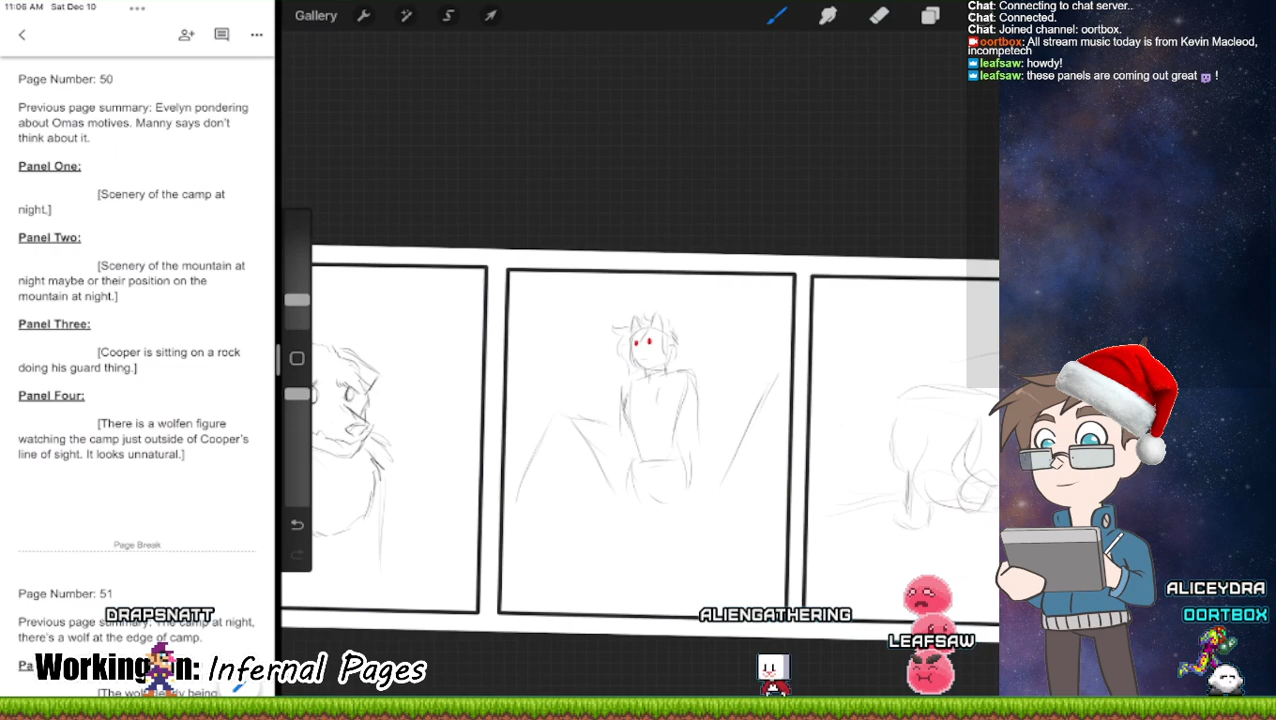 11:06 AM Sat Dec 10
Page Number: 50
Previous page summary: Evelyn pondering
about Omas motives. Manny says don't
think about it.
Panel One:
[Scenery of the camp at
night.]
Panel Two:
[Scenery of the mountain at
night maybe or their position on the
mountain at night.]
Panel Three:
[Cooper is sitting on a rock
doing his guard thing.]
Panel Four:
[There is a wolfen figure
watching the camp just outside of Cooper's
line of sight. It looks unnatural.]
Page Break
Page Number: 51
Previous page summary: The camp at night,
there's a wolf at the edge of camp.
Gallery
Chat: Connecting to chat server..
Chat: Connected.
Chat: Joined channel: oortbox.
oortbox: All stream music today is from Kevin Macleod,
incompetech
leafsaw: howdy!
leafsaw: these panels are coming out great !
DRAPSNATT
ALIENGATHERING
LEAFSAW
ALICEYDRA
OORTBOX
Infernal Pages